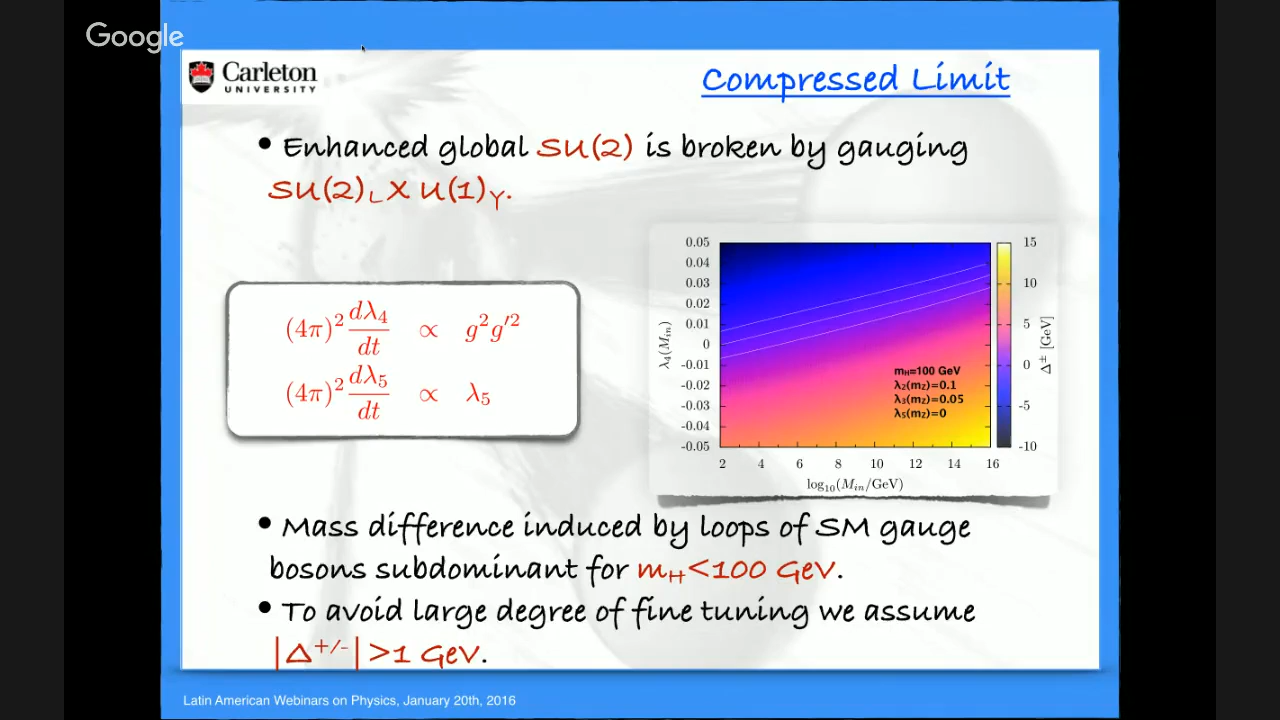 Google
Carleton
UNIVERSITY
Compressed Limit
• Enhanced global SU(2) is broken by gauging
SU(2)_L X U(1)_Y.
(4π)² dλ₄/dt ∝ g²g′²
(4π)² dλ₅/dt ∝ λ₅
0.05
0.04
0.03
0.02
0.01
0
-0.01
-0.02
-0.03
-0.04
-0.05
λ₄(M_in)
m_H=100 GeV
λ₂(m_Z)=0.1
λ₃(m_Z)=0.05
λ₅(m_Z)=0
2 4 6 8 10 12 14 16
log₁₀(M_in/GeV)
15
10
5
0
-5
-10
Δ^± [GeV]
• Mass difference induced by loops of SM gauge
bosons subdominant for m_H<100 GeV.
• To avoid large degree of fine tuning we assume
|Δ^+/-| >1 GeV.
Latin American Webinars on Physics, January 20th, 2016